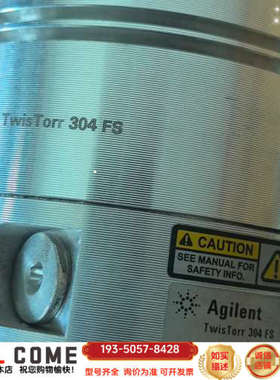 TwisTorr 304 FS
CAUTION
SEE MANUAL FOR
SAFETY INFO.
Agilent
TwisTorr 304 FS
COME
193-5057-8428
本店 祝您购物愉快！
型号齐全 询价为准 可开发票
如实描述